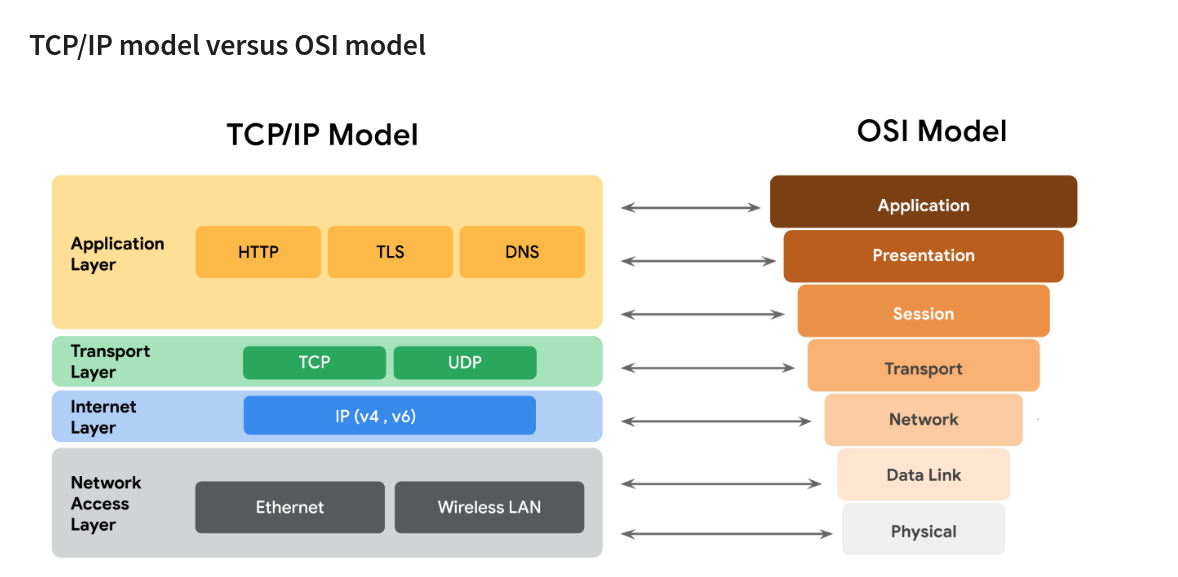 TCP/IP model versus OSI model
TCP/IP Model
OSI Model
Application
Layer
HTTP
TLS
DNS
Transport
Layer
TCP
UDP
Internet
Layer
IP (v4 , v6)
Network
Access
Layer
Ethernet
Wireless LAN
Application
Presentation
Session
Transport
Network
Data Link
Physical